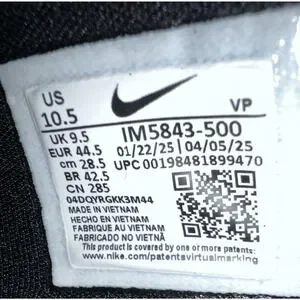 US
10.5
VP
UK 9.5
EUR 44.5
cm 28.5
BR 42.5
CN 285
IM5843-500
01/22/25 | 04/05/25
UPC 00198481899470
04DQYRGKK3M44
MADE IN VIETNAM
HECHO EN VIETNAM
FABRIQUE AU VIETNAM
FABRICADO NO VIETNÃ
This product is covered by one or more patents:
www.nike.com/patentsvirtualmarking